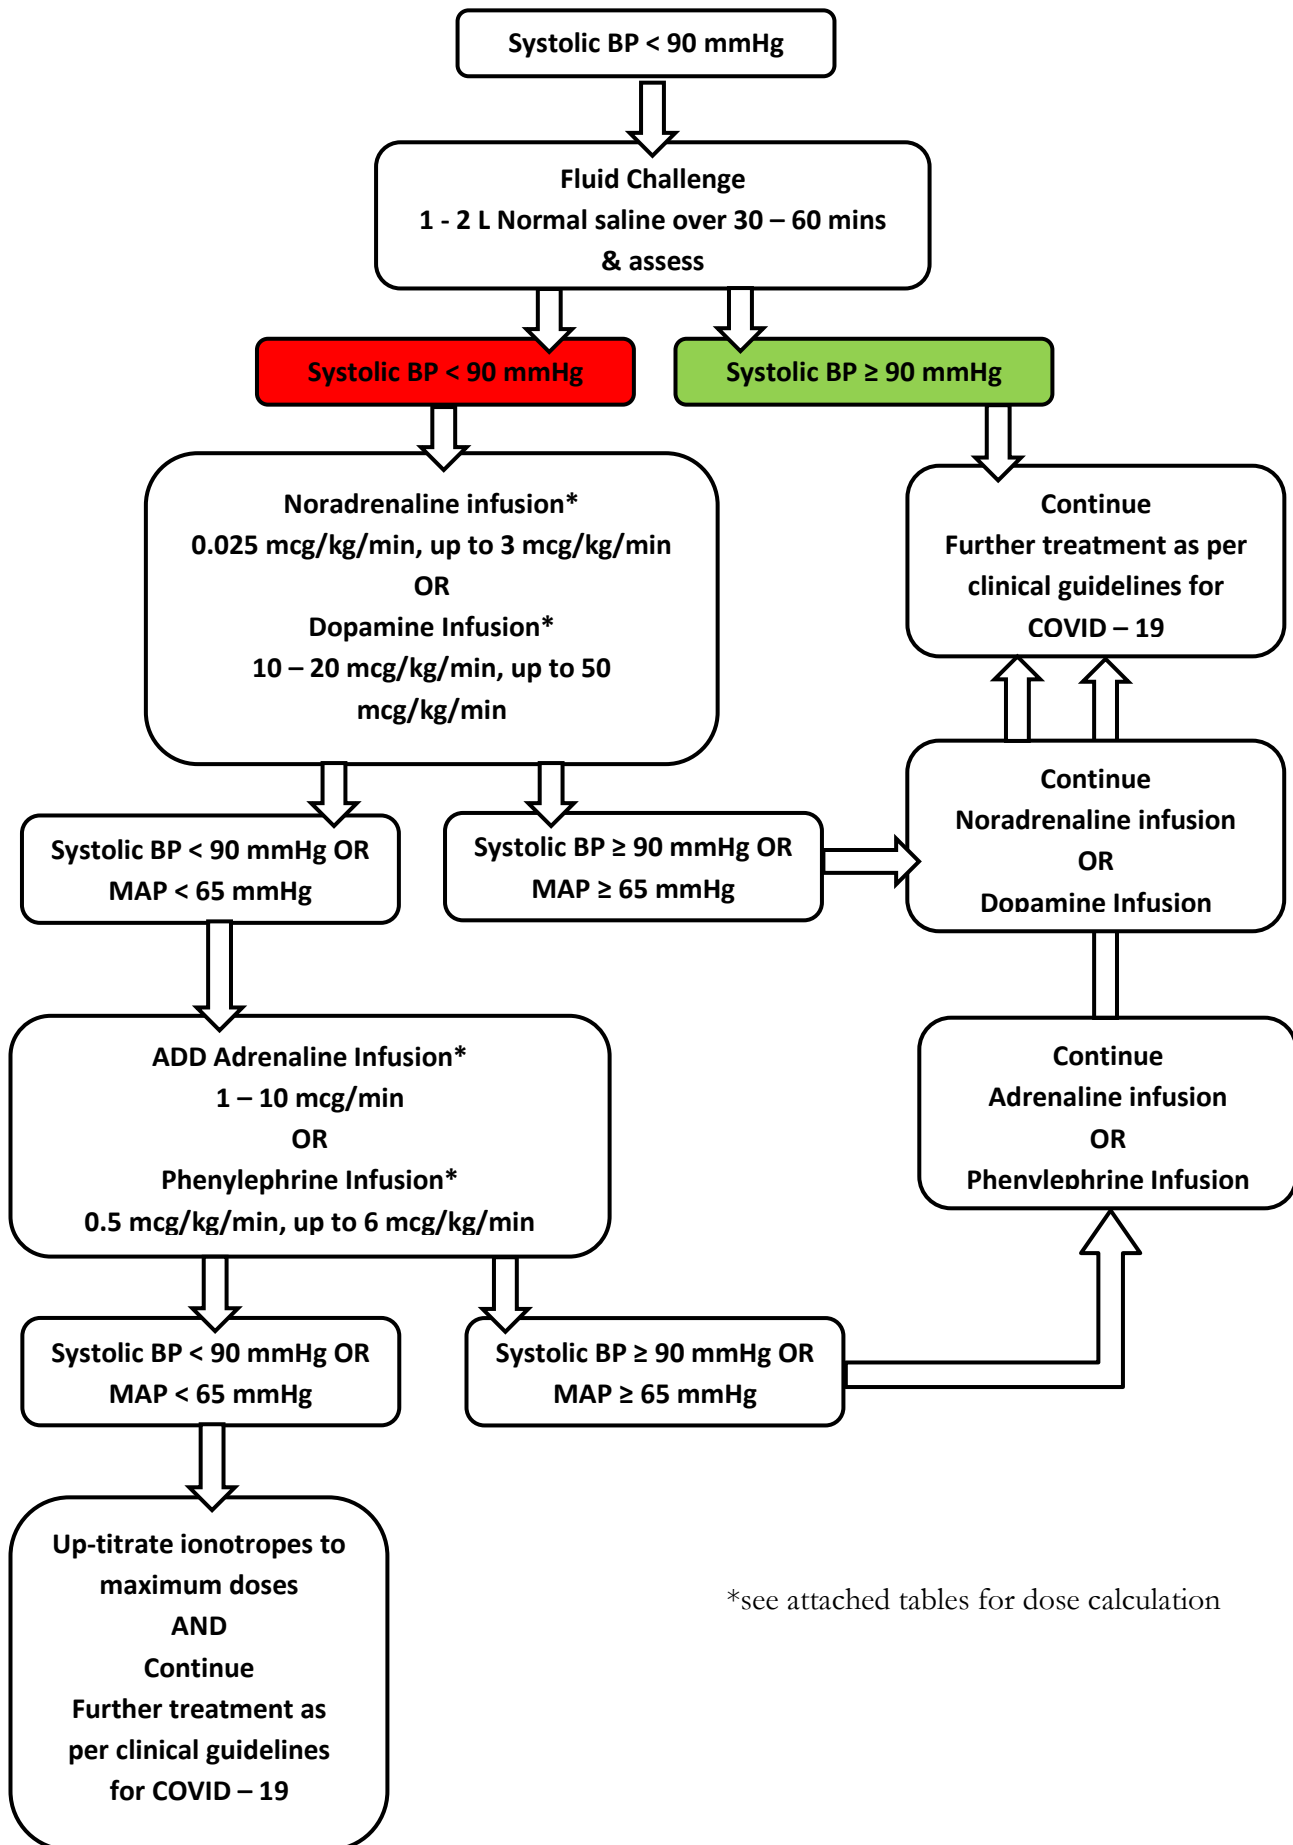 Systolic BP < 90 mmHg
Fluid Challenge
1 - 2 L Normal saline over 30 – 60 mins
& assess
Systolic BP < 90 mmHg
Systolic BP ≥ 90 mmHg
Noradrenaline infusion*
0.025 mcg/kg/min, up to 3 mcg/kg/min
OR
Dopamine Infusion*
10 – 20 mcg/kg/min, up to 50
mcg/kg/min
Continue
Further treatment as per
clinical guidelines for
COVID – 19
Systolic BP < 90 mmHg OR
MAP < 65 mmHg
Systolic BP ≥ 90 mmHg OR
MAP ≥ 65 mmHg
Continue
Noradrenaline infusion
OR
Dopamine Infusion
ADD Adrenaline Infusion*
1 – 10 mcg/min
OR
Phenylephrine Infusion*
0.5 mcg/kg/min, up to 6 mcg/kg/min
Continue
Adrenaline infusion
OR
Phenylephrine Infusion
Systolic BP < 90 mmHg OR
MAP < 65 mmHg
Systolic BP ≥ 90 mmHg OR
MAP ≥ 65 mmHg
Up-titrate ionotropes to
maximum doses
AND
Continue
Further treatment as
per clinical guidelines
for COVID – 19
*see attached tables for dose calculation